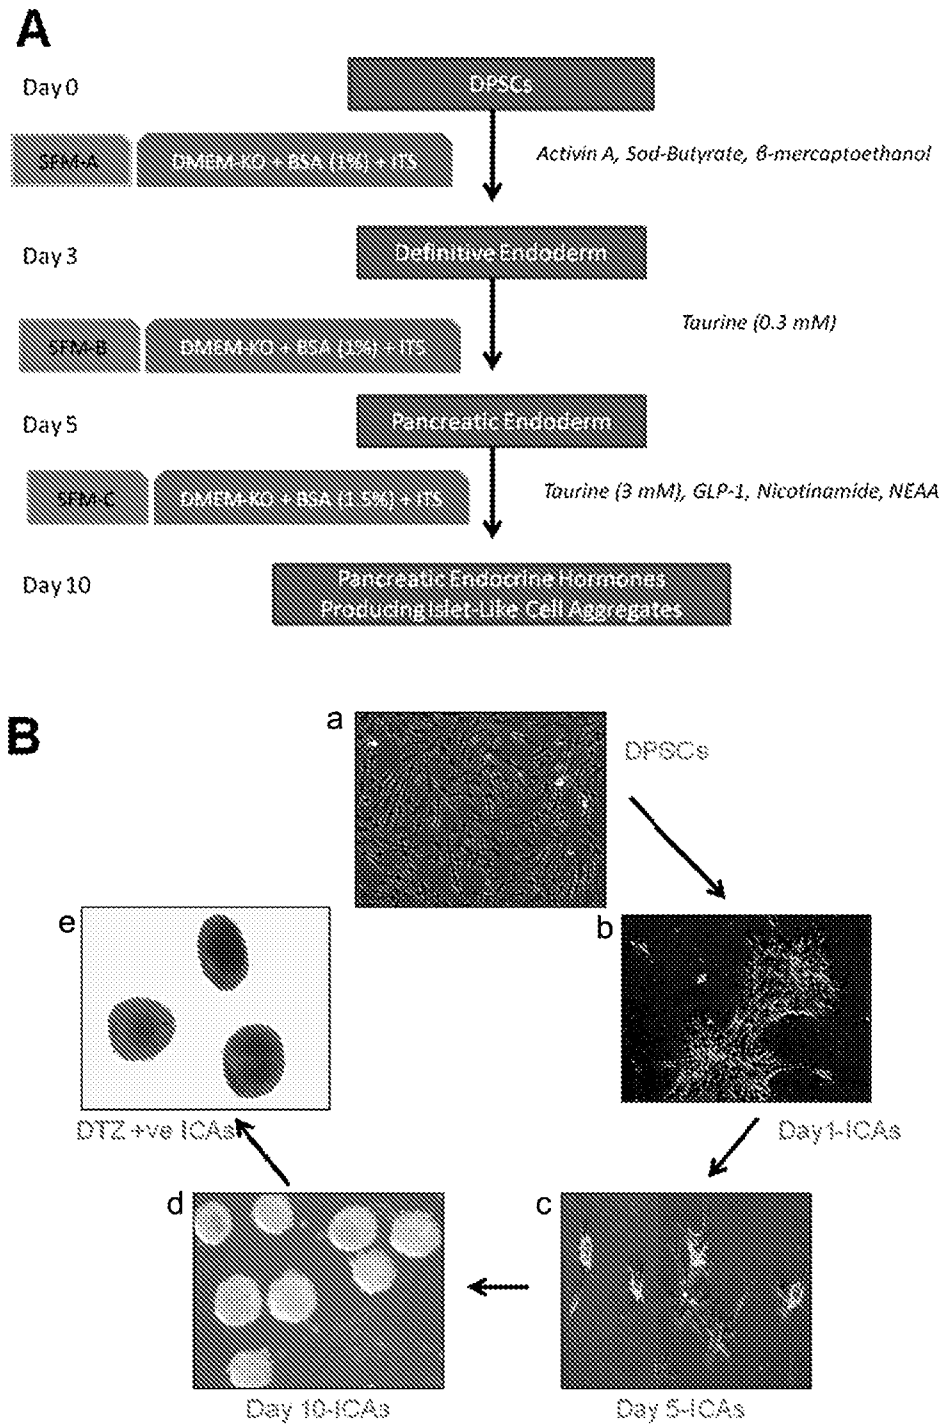 A
Day 0
DPSCs
SFM-A
DMEM-KO + BSA (1%) + ITS
Activin A, Sod-Butyrate, β-mercaptoethanol
Day 3
Definitive Endoderm
SFM-B
DMEM-KO + BSA (1%) + ITS
Taurine (0.3 mM)
Day 5
Pancreatic Endoderm
SFM-C
DMEM-KO + BSA (1.5%) + ITS
Taurine (3 mM), GLP-1, Nicotinamide, NEAA
Day 10
Pancreatic Endocrine Hormones
Producing Islet-Like Cell Aggregates
B
a
DPSCs
b
Day1-ICAs
c
Day 5-ICAs
d
Day 10-ICAs
e
DTZ +ve ICAs